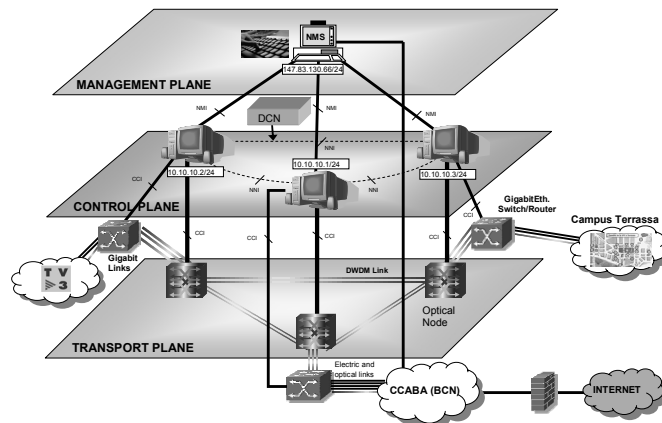 NMS
147.83.130.66/24
MANAGEMENT PLANE
NMI
NMI
NMI
DCN
NNI
10.10.10.2/24
10.10.10.1/24
10.10.10.3/24
NNI
NNI
CCI
CCI
CONTROL PLANE
GigabitEth.
Switch/Router
Campus Terrassa
CCI
CCI
CCI
CCI
Gigabit
Links
T V
3
DWDM Link
Optical
Node
TRANSPORT PLANE
Electric and
optical links
CCABA (BCN)
INTERNET